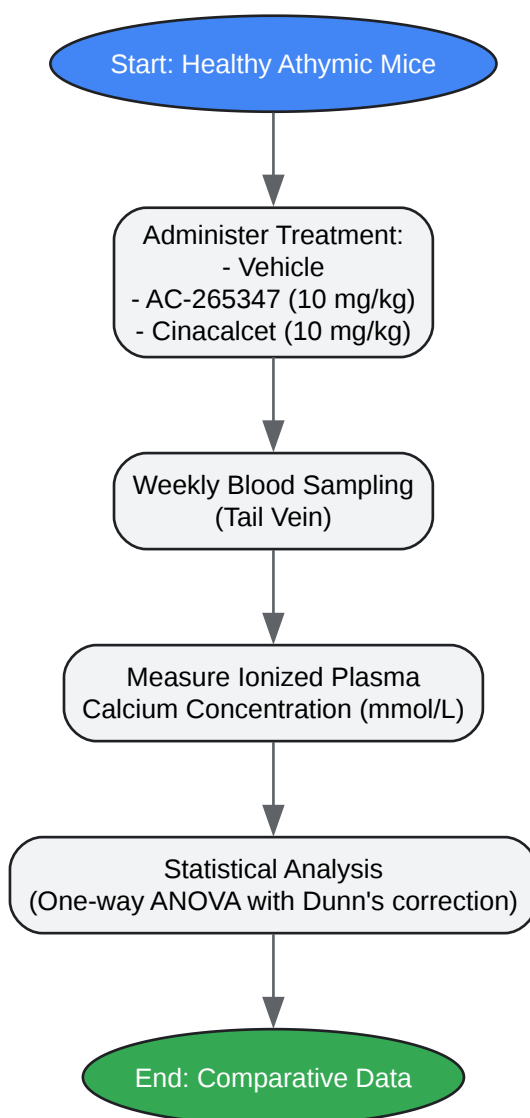 Start: Healthy Athymic Mice
Administer Treatment:
- Vehicle
- AC-265347 (10 mg/kg)
- Cinacalcet (10 mg/kg)
Weekly Blood Sampling
(Tail Vein)
Measure Ionized Plasma
Calcium Concentration (mmol/L)
Statistical Analysis
(One-way ANOVA with Dunn's correction)
End: Comparative Data